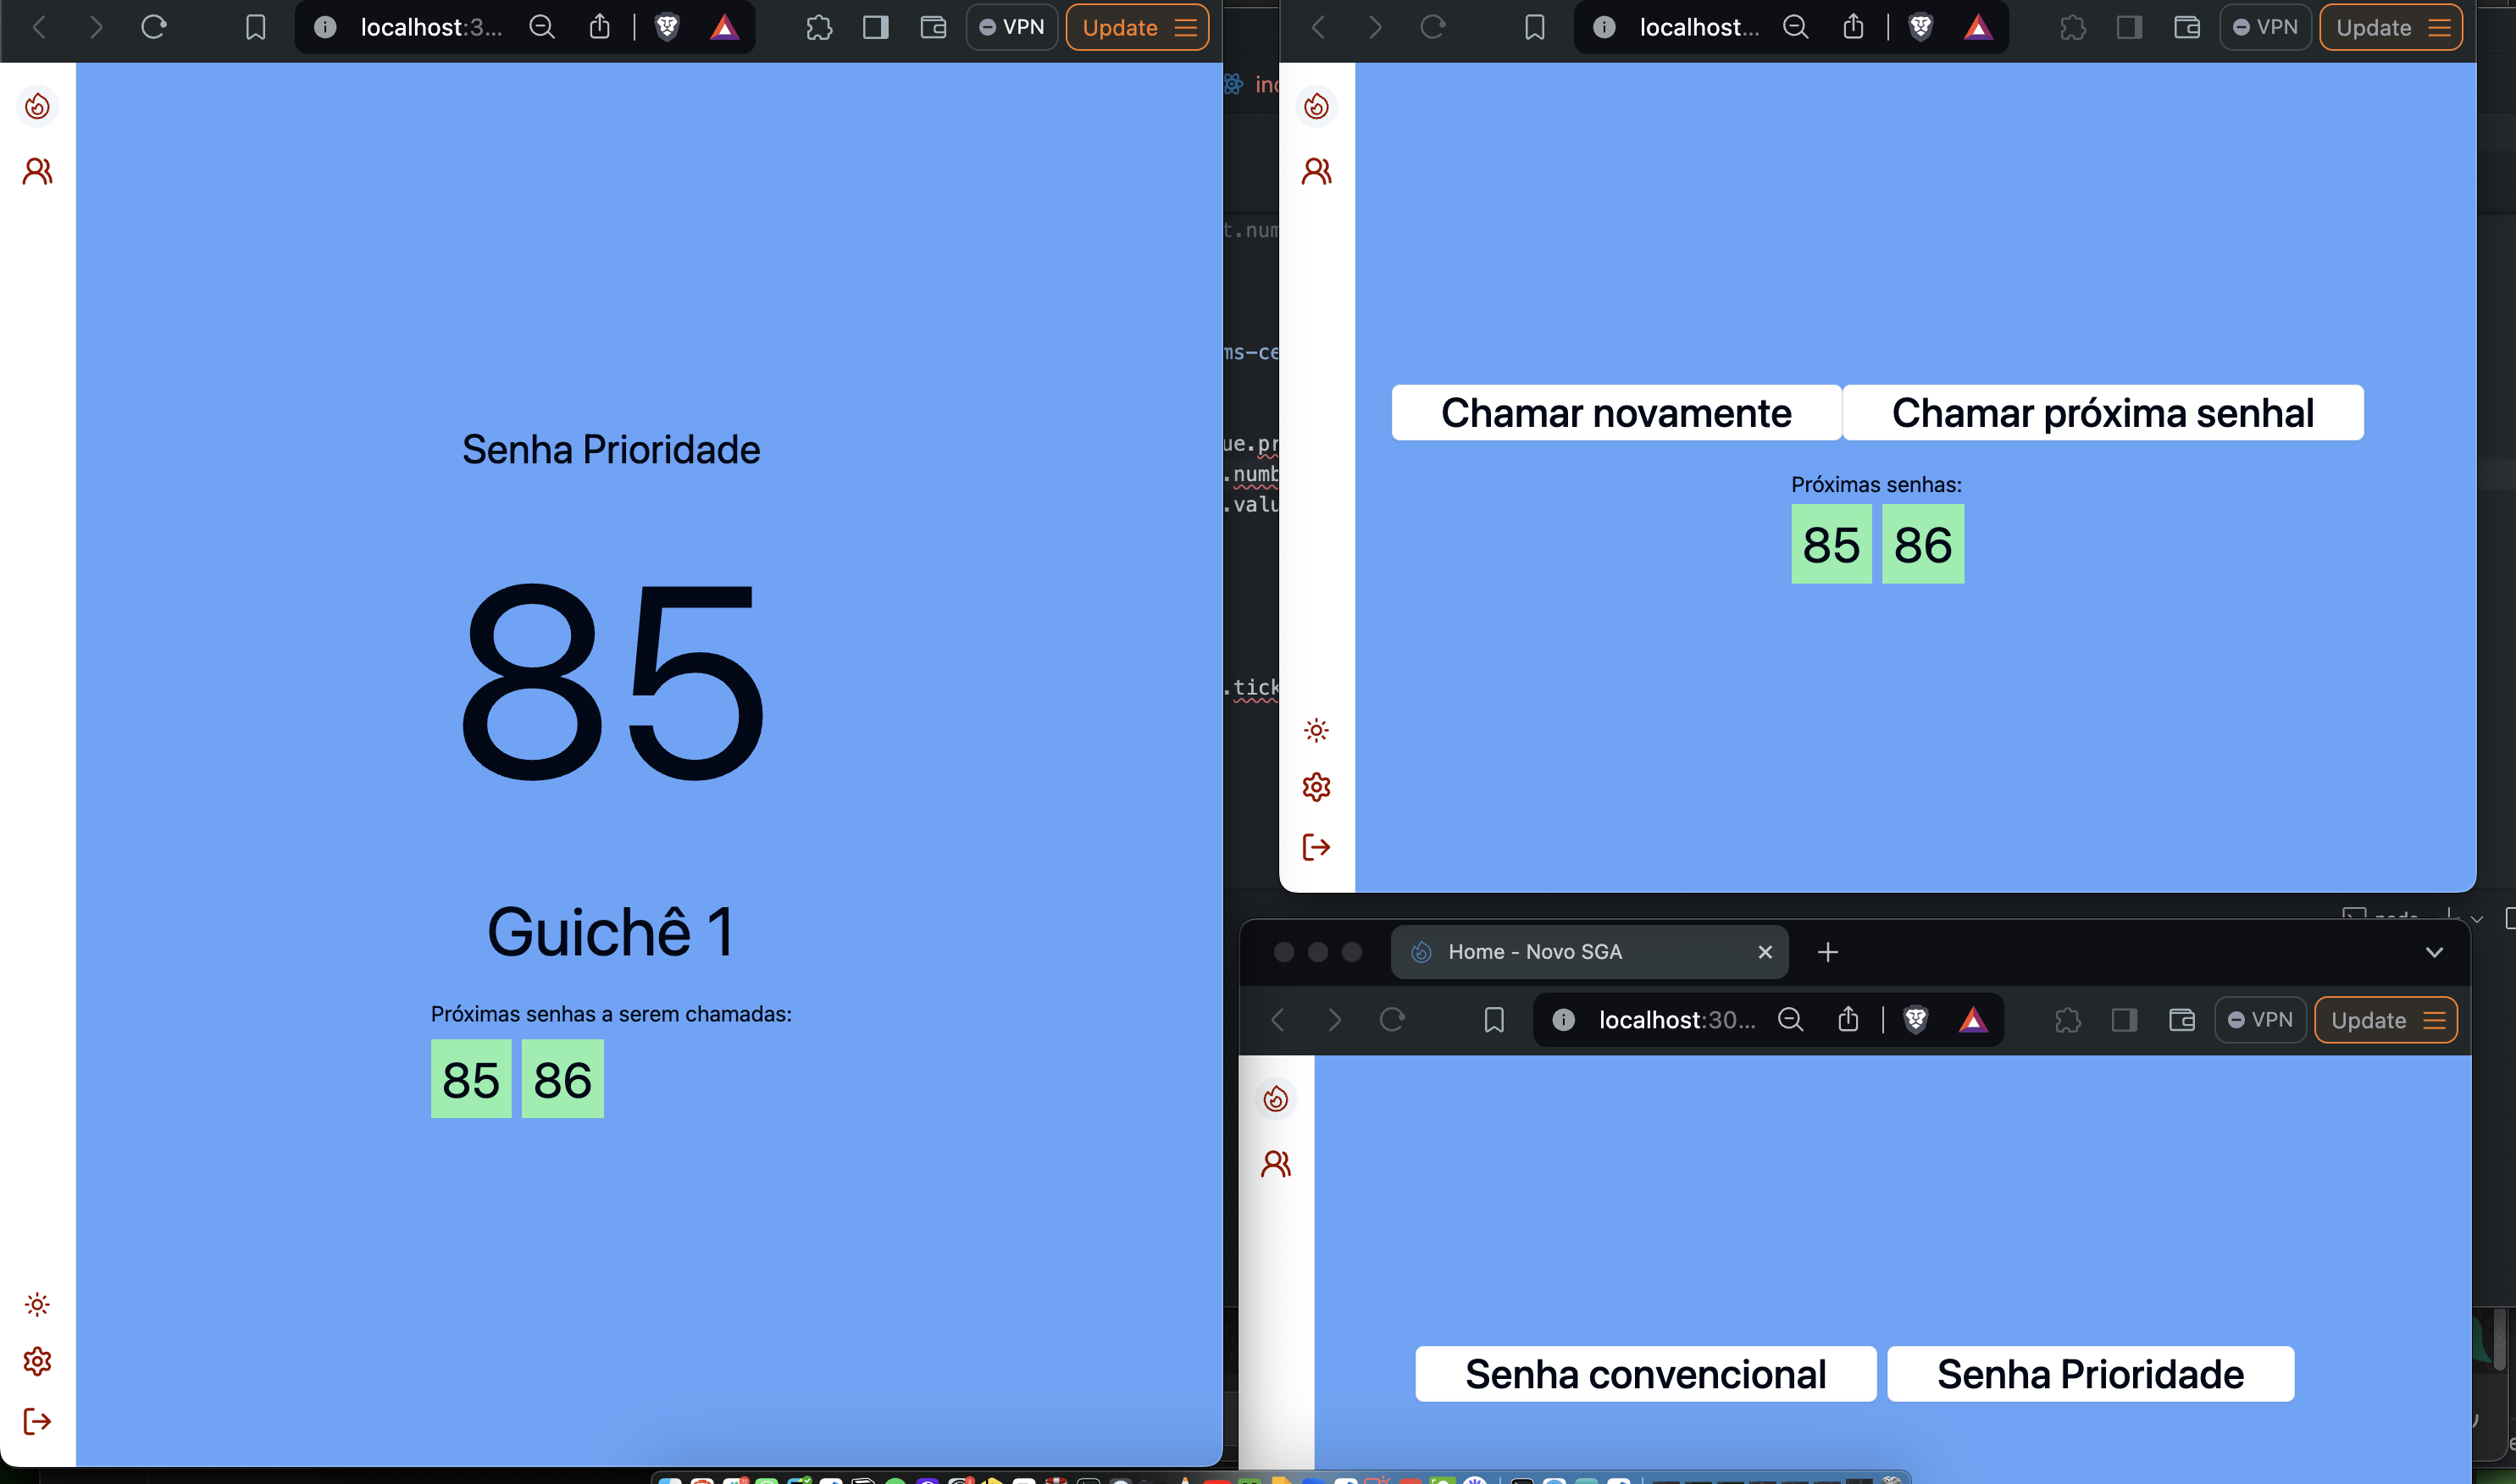 localhost:3...
VPN
Update
Senha Prioridade
85
Guichê 1
Próximas senhas a serem chamadas:
85 86
t.num
ms-ce
ue.pr
.numb
.valu
.tick
localhost...
VPN
Update
Chamar novamente Chamar próxima senhal
Próximas senhas:
85 86
Home - Novo SGA
localhost:30...
VPN
Update
Senha convencional Senha Prioridade